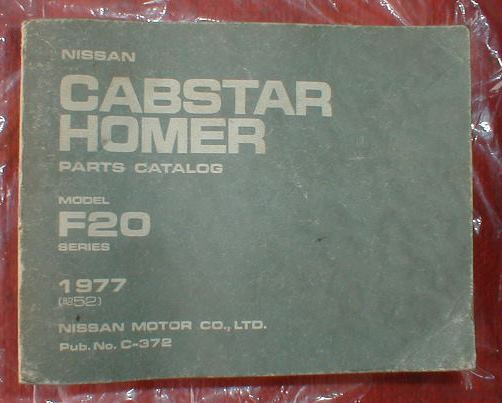 NISSAN
CABSTAR
HOMER
PARTS CATALOG
MODEL
F20
SERIES
1977
(昭52)
NISSAN MOTOR CO., LTD.
Pub. No. C-372